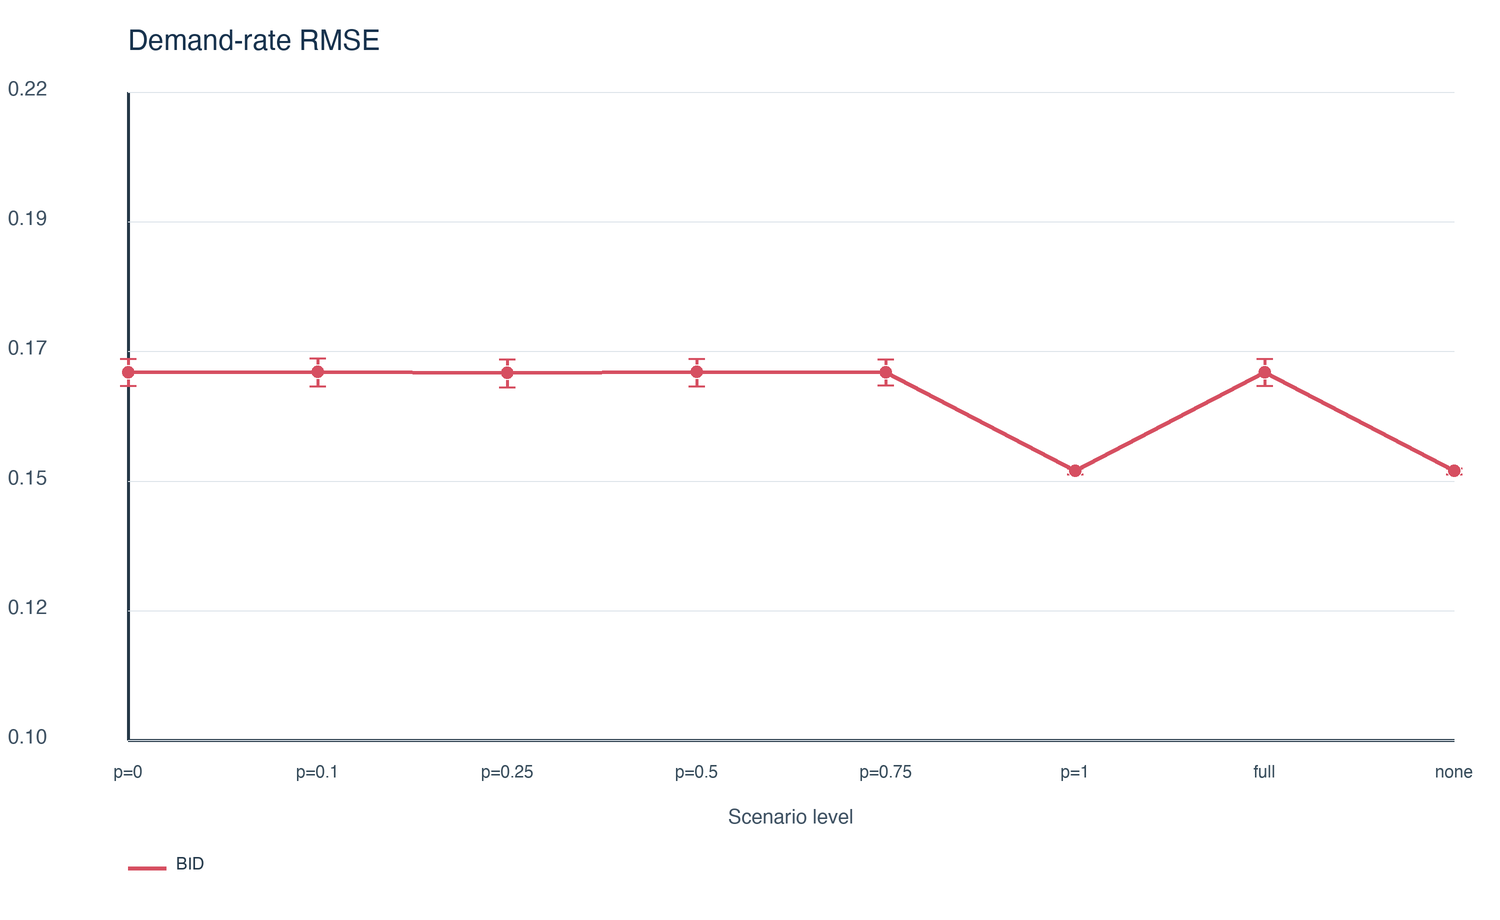 Demand-rate RMSE
0.22
0.19
0.17
0.15
0.12
0.10
p=0 p=0.1 p=0.25 p=0.5 p=0.75 p=1 full none
Scenario level
BID